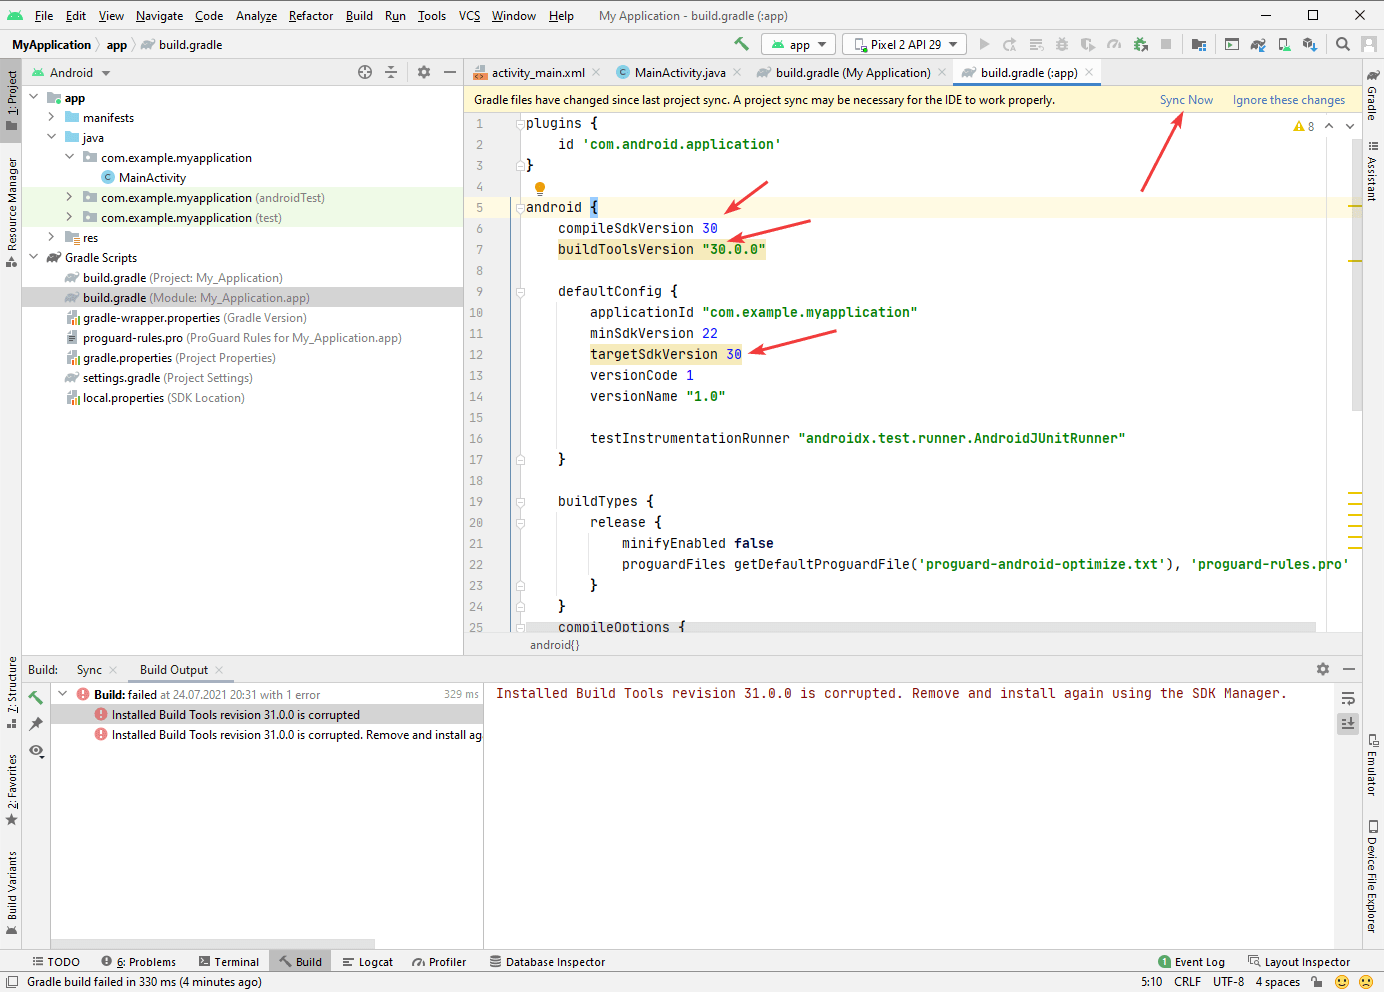 File Edit View Navigate Code Analyze Refactor Build Run Tools VCS Window Help My Application - build.gradle (:app)
MyApplication app build.gradle app Pixel 2 API 29
Android
activity_main.xml MainActivity.java build.gradle (My Application) build.gradle (:app)
Gradle files have changed since last project sync. A project sync may be necessary for the IDE to work properly. Sync Now Ignore these changes
1: Project
Resource Manager
7: Structure
2: Favorites
Build Variants
app
manifests
java
com.example.myapplication
C MainActivity
com.example.myapplication (androidTest)
com.example.myapplication (test)
res
Gradle Scripts
build.gradle (Project: My_Application)
build.gradle (Module: My_Application.app)
gradle-wrapper.properties (Gradle Version)
proguard-rules.pro (ProGuard Rules for My_Application.app)
gradle.properties (Project Properties)
settings.gradle (Project Settings)
local.properties (SDK Location)
1 plugins {
2 id 'com.android.application'
3 }
4
5 android {
6 compileSdkVersion 30
7 buildToolsVersion "30.0.0"
8
9 defaultConfig {
10 applicationId "com.example.myapplication"
11 minSdkVersion 22
12 targetSdkVersion 30
13 versionCode 1
14 versionName "1.0"
15
16 testInstrumentationRunner "androidx.test.runner.AndroidJUnitRunner"
17 }
18
19 buildTypes {
20 release {
21 minifyEnabled false
22 proguardFiles getDefaultProguardFile('proguard-android-optimize.txt'), 'proguard-rules.pro'
23 }
24 }
25 compileOptions {
android{}
8
Gradle
Assistant
Emulator
Device File Explorer
Build: Sync Build Output
Build: failed at 24.07.2021 20:31 with 1 error 329 ms
Installed Build Tools revision 31.0.0 is corrupted
Installed Build Tools revision 31.0.0 is corrupted. Remove and install ag
Installed Build Tools revision 31.0.0 is corrupted. Remove and install again using the SDK Manager.
TODO 6: Problems Terminal Build Logcat Profiler Database Inspector 1 Event Log Layout Inspector
Gradle build failed in 330 ms (4 minutes ago) 5:10 CRLF UTF-8 4 spaces